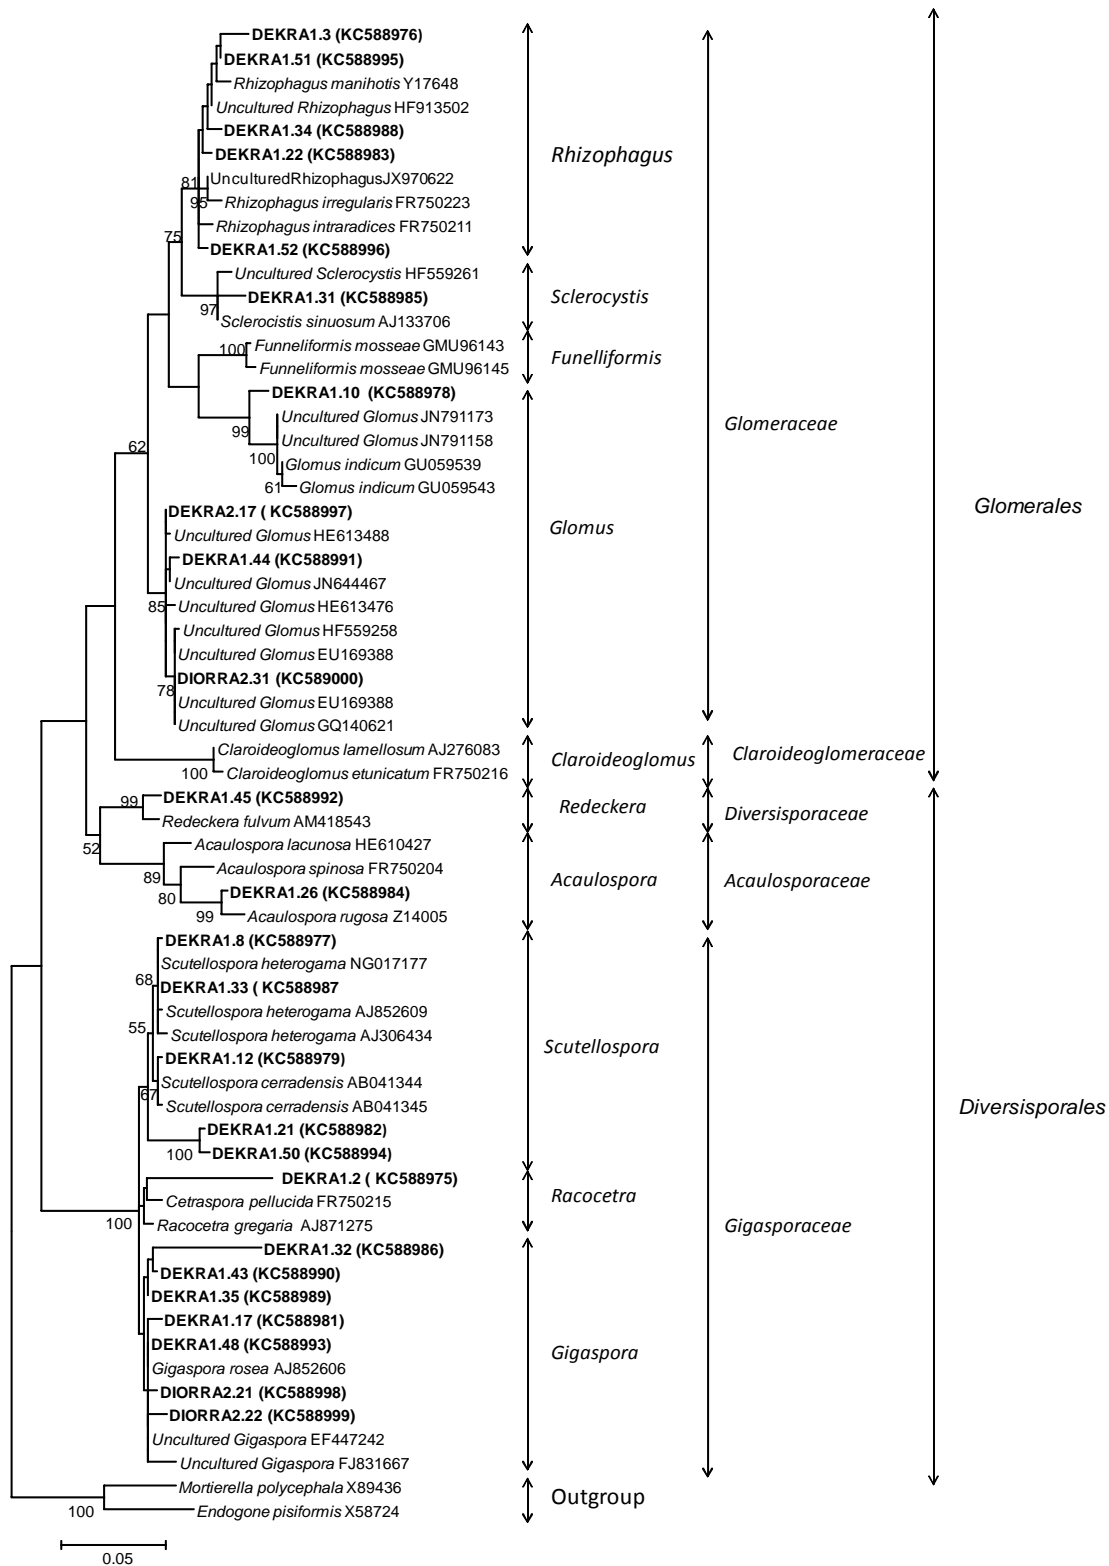 DEKRA1.3 (KC588976)
DEKRA1.51 (KC588995)
Rhizophagus manihotis Y17648
Uncultured Rhizophagus HF913502
DEKRA1.34 (KC588988)
DEKRA1.22 (KC588983)
UnculturedRhizophagusJX970622
Rhizophagus irregularis FR750223
Rhizophagus intraradices FR750211
DEKRA1.52 (KC588996)
81
95
75
Rhizophagus
Uncultured Sclerocystis HF559261
DEKRA1.31 (KC588985)
Sclerocistis sinuosum AJ133706
97
Sclerocystis
Funneliformis mosseae GMU96143
Funneliformis mosseae GMU96145
100
Funelliformis
DEKRA1.10 (KC588978)
Uncultured Glomus JN791173
Uncultured Glomus JN791158
Glomus indicum GU059539
Glomus indicum GU059543
99
100
61
62
DEKRA2.17 ( KC588997)
Uncultured Glomus HE613488
DEKRA1.44 (KC588991)
Uncultured Glomus JN644467
Uncultured Glomus HE613476
Uncultured Glomus HF559258
Uncultured Glomus EU169388
DIORRA2.31 (KC589000)
Uncultured Glomus EU169388
Uncultured Glomus GQ140621
85
78
Glomus
Glomeraceae
Claroideoglomus lamellosum AJ276083
Claroideoglomus etunicatum FR750216
100
Claroideoglomus
Claroideoglomeraceae
Glomerales
DEKRA1.45 (KC588992)
Redeckera fulvum AM418543
99
52
Redeckera
Diversisporaceae
Acaulospora lacunosa HE610427
Acaulospora spinosa FR750204
DEKRA1.26 (KC588984)
Acaulospora rugosa Z14005
89
80
99
Acaulospora
Acaulosporaceae
DEKRA1.8 (KC588977)
Scutellospora heterogama NG017177
DEKRA1.33 ( KC588987
Scutellospora heterogama AJ852609
Scutellospora heterogama AJ306434
DEKRA1.12 (KC588979)
Scutellospora cerradensis AB041344
Scutellospora cerradensis AB041345
DEKRA1.21 (KC588982)
DEKRA1.50 (KC588994)
68
55
67
100
Scutellospora
DEKRA1.2 ( KC588975)
Cetraspora pellucida FR750215
Racocetra gregaria AJ871275
100
Racocetra
DEKRA1.32 (KC588986)
DEKRA1.43 (KC588990)
DEKRA1.35 (KC588989)
DEKRA1.17 (KC588981)
DEKRA1.48 (KC588993)
Gigaspora rosea AJ852606
DIORRA2.21 (KC588998)
DIORRA2.22 (KC588999)
Uncultured Gigaspora EF447242
Uncultured Gigaspora FJ831667
Gigaspora
Gigasporaceae
Diversisporales
Mortierella polycephala X89436
Endogone pisiformis X58724
100
Outgroup
0.05